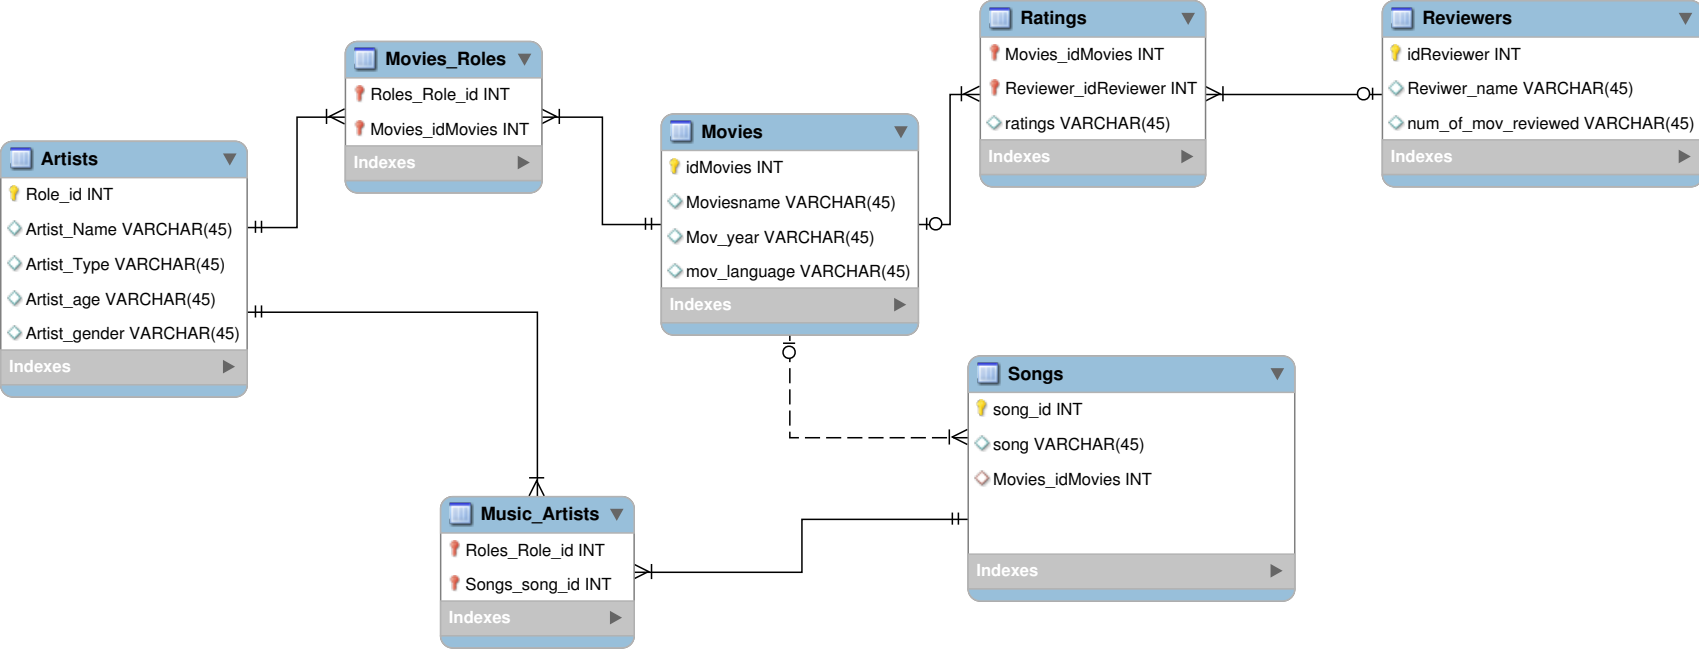 Artists
Role_id INT
Artist_Name VARCHAR(45)
Artist_Type VARCHAR(45)
Artist_age VARCHAR(45)
Artist_gender VARCHAR(45)
Indexes
Movies_Roles
Roles_Role_id INT
Movies_idMovies INT
Indexes
Movies
idMovies INT
Moviesname VARCHAR(45)
Mov_year VARCHAR(45)
mov_language VARCHAR(45)
Indexes
Ratings
Movies_idMovies INT
Reviewer_idReviewer INT
ratings VARCHAR(45)
Indexes
Reviewers
idReviewer INT
Reviwer_name VARCHAR(45)
num_of_mov_reviewed VARCHAR(45)
Indexes
Music_Artists
Roles_Role_id INT
Songs_song_id INT
Indexes
Songs
song_id INT
song VARCHAR(45)
Movies_idMovies INT
Indexes